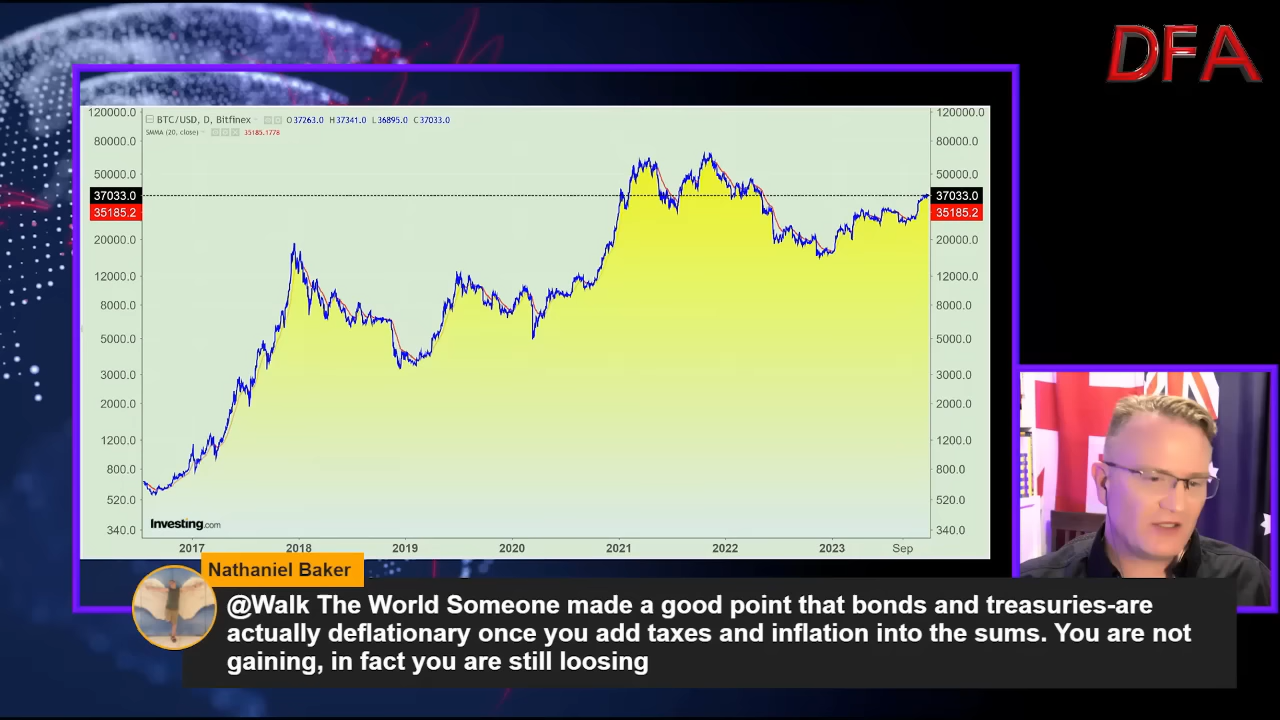 DFA
BTC/USD, D, Bitfinex O37263.0 H37341.0 L36895.0 C37033.0
SMMA (20, close) 35185.1778
120000.0 120000.0
80000.0 80000.0
50000.0 50000.0
37033.0 37033.0
35185.2 35185.2
20000.0 20000.0
12000.0 12000.0
8000.0 8000.0
5000.0 5000.0
3000.0 3000.0
2000.0 2000.0
1200.0 1200.0
800.0 800.0
520.0 520.0
340.0 340.0
Investing.com
2017 2018 2019 2020 2021 2022 2023 Sep
Nathaniel Baker
@Walk The World Someone made a good point that bonds and treasuries-are
actually deflationary once you add taxes and inflation into the sums. You are not
gaining, in fact you are still loosing